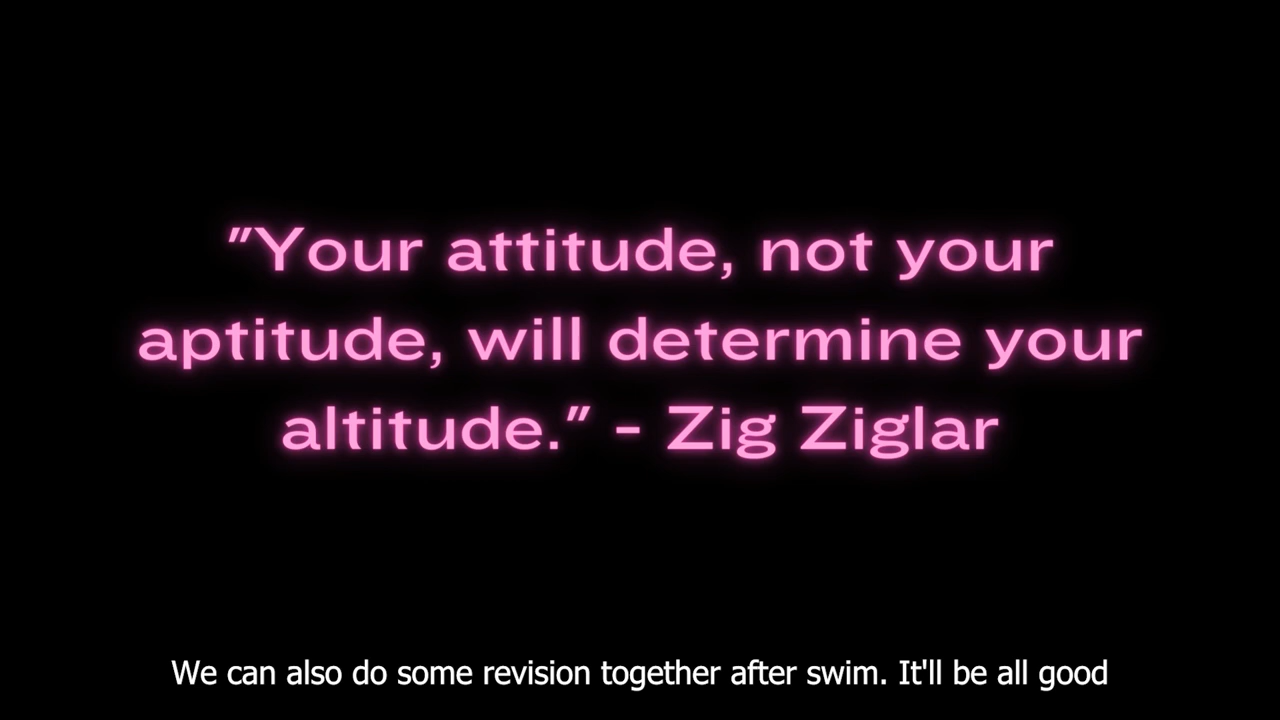 "Your attitude, not your
aptitude, will determine your
altitude." - Zig Ziglar
We can also do some revision together after swim. It'll be all good